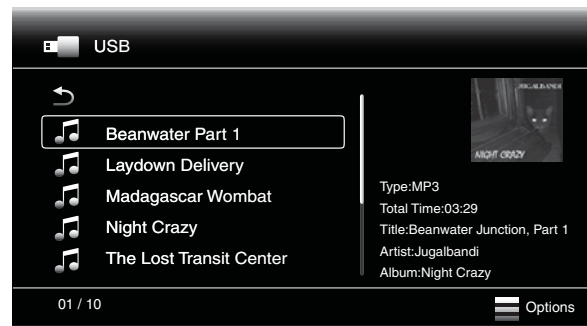 USB
Beanwater Part 1
Laydown Delivery
Madagascar Wombat
Night Crazy
The Lost Transit Center
JUGALBANDI
NIGHT CRAZY
Type:MP3
Total Time:03:29
Title:Beanwater Junction, Part 1
Artist:Jugalbandi
Album:Night Crazy
01 / 10
Options